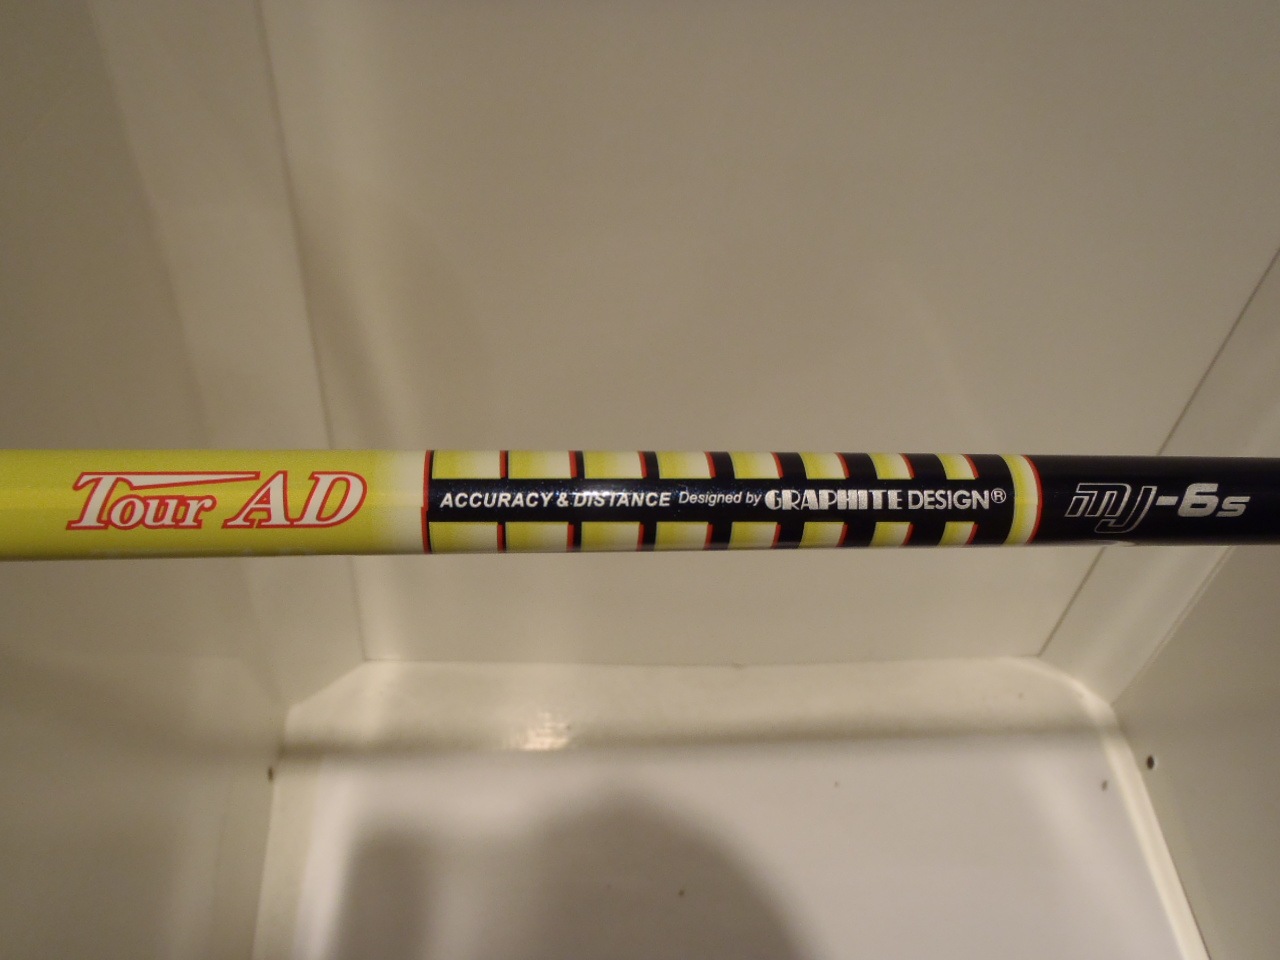 Tour AD
ACCURACY & DISTANCE Designed by GRAPHITE DESIGN®
MJ-6s